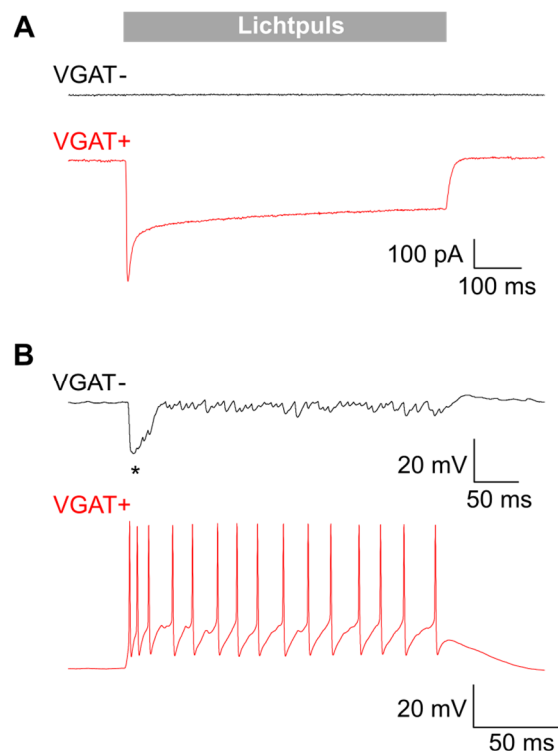 A
Lichtpuls
VGAT-
VGAT+
100 pA
100 ms
B
VGAT-
*
20 mV
50 ms
VGAT+
20 mV
50 ms